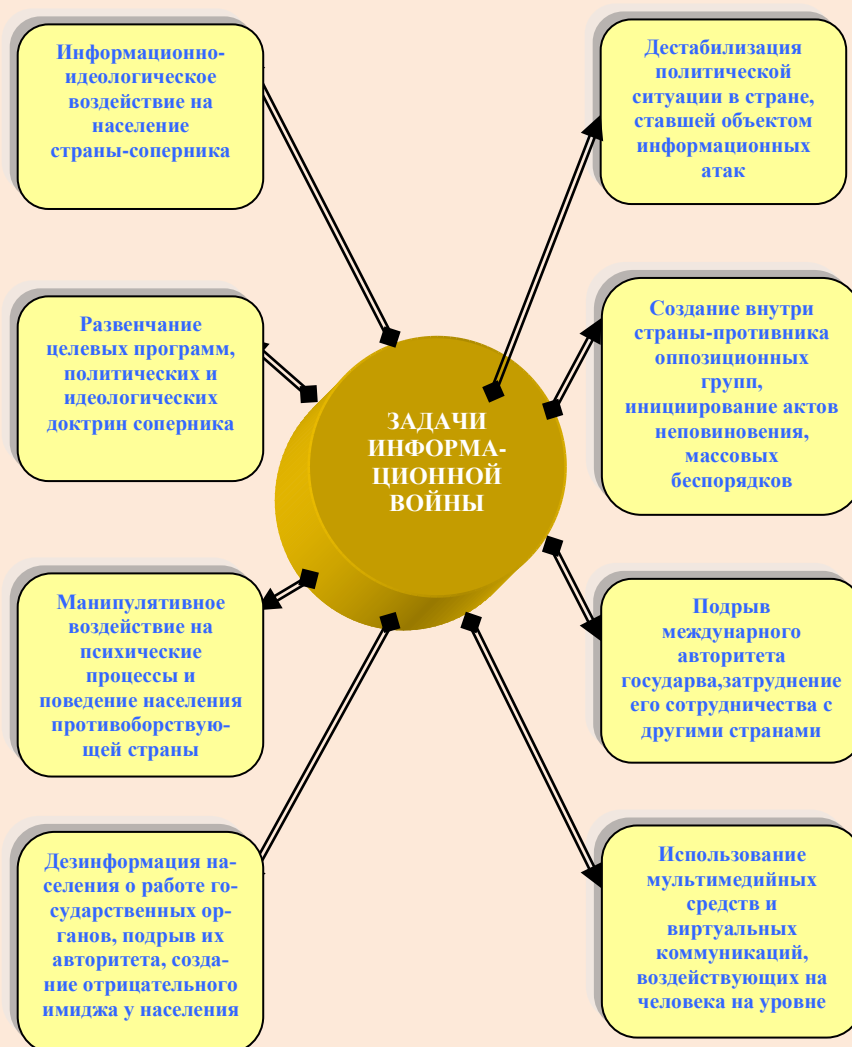 Информационно-
идеологическое
воздействие на
население
страны-соперника
Дестабилизация
политической
ситуации в стране,
ставшей объектом
информационных
атак
Развенчание
целевых программ,
политических и
идеологических
доктрин соперника
Создание внутри
страны-противника
оппозиционных
групп,
инициирование актов
неповиновения,
массовых
беспорядков
ЗАДАЧИ
ИНФОРМА-
ЦИОННОЙ
ВОЙНЫ
Манипулятивное
воздействие на
психические
процессы и
поведение населения
противоборствую-
щей страны
Подрыв
междунарного
авторитета
государва,затруднение
его сотрудничества с
другими странами
Дезинформация на-
селения о работе го-
сударственных ор-
ганов, подрыв их
авторитета, созда-
ние отрицательного
имиджа у населения
Использование
мультимедийных
средств и
виртуальных
коммуникаций,
воздействующих на
человека на уровне